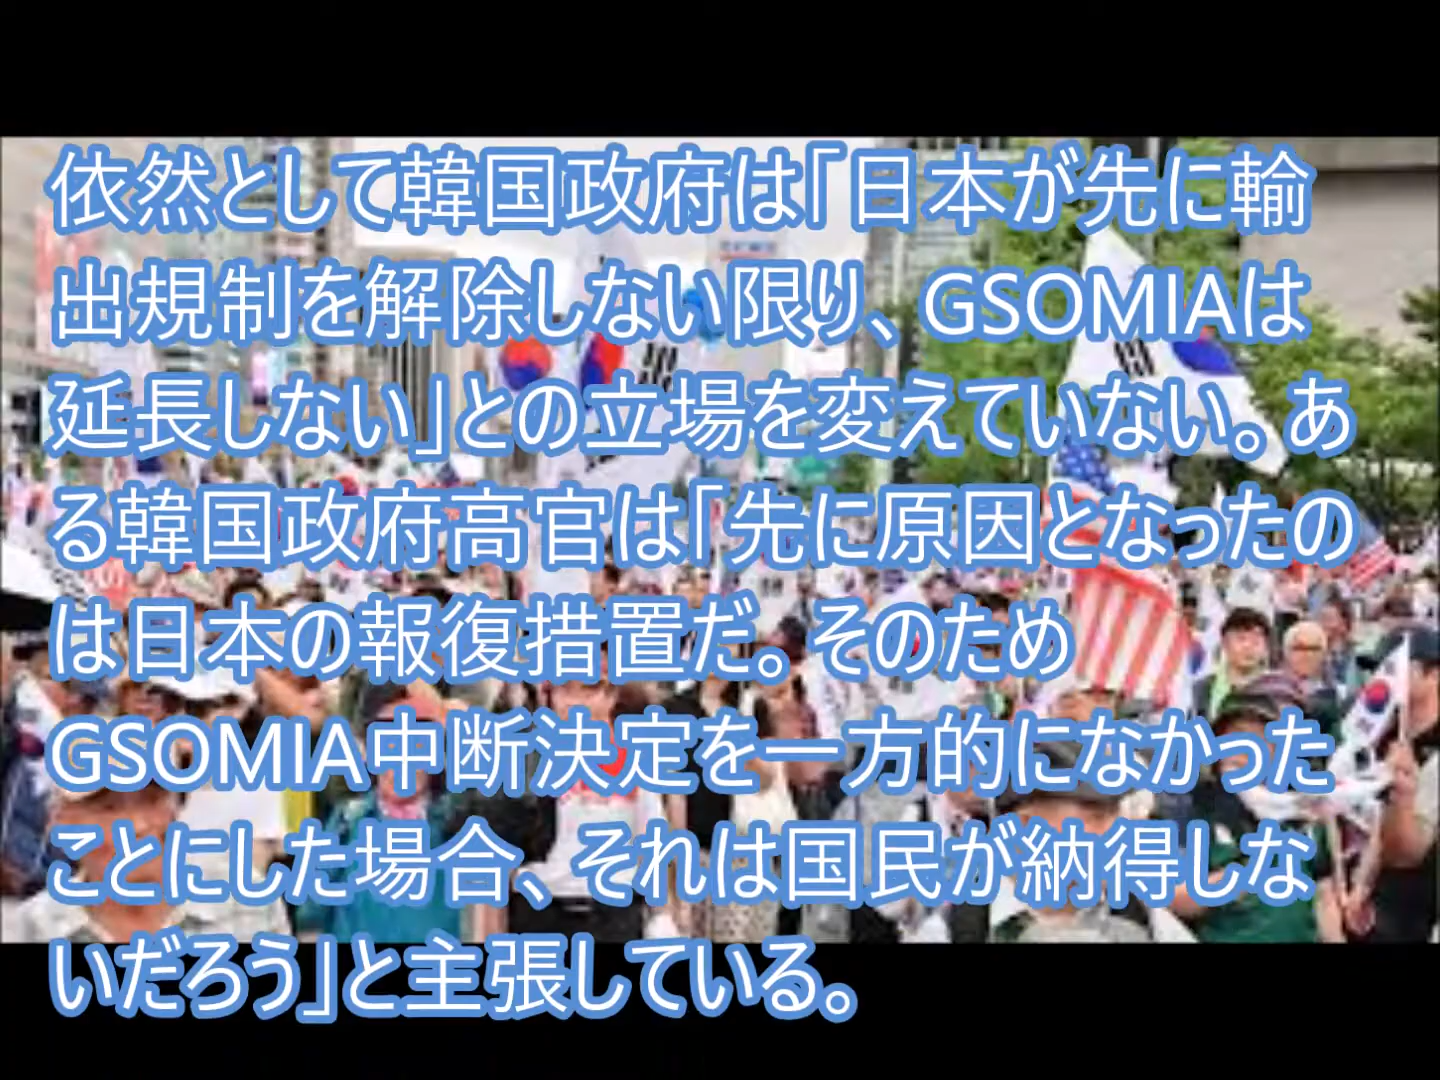 依然として韓国政府は「日本が先に輸
出規制を解除しない限り、GSOMIAは
延長しない」との立場を変えていない。あ
る韓国政府高官は「先に原因となったの
は日本の報復措置だ。そのため
GSOMIA中断決定を一方的になかった
ことにした場合、それは国民が納得しな
いだろう」と主張している。